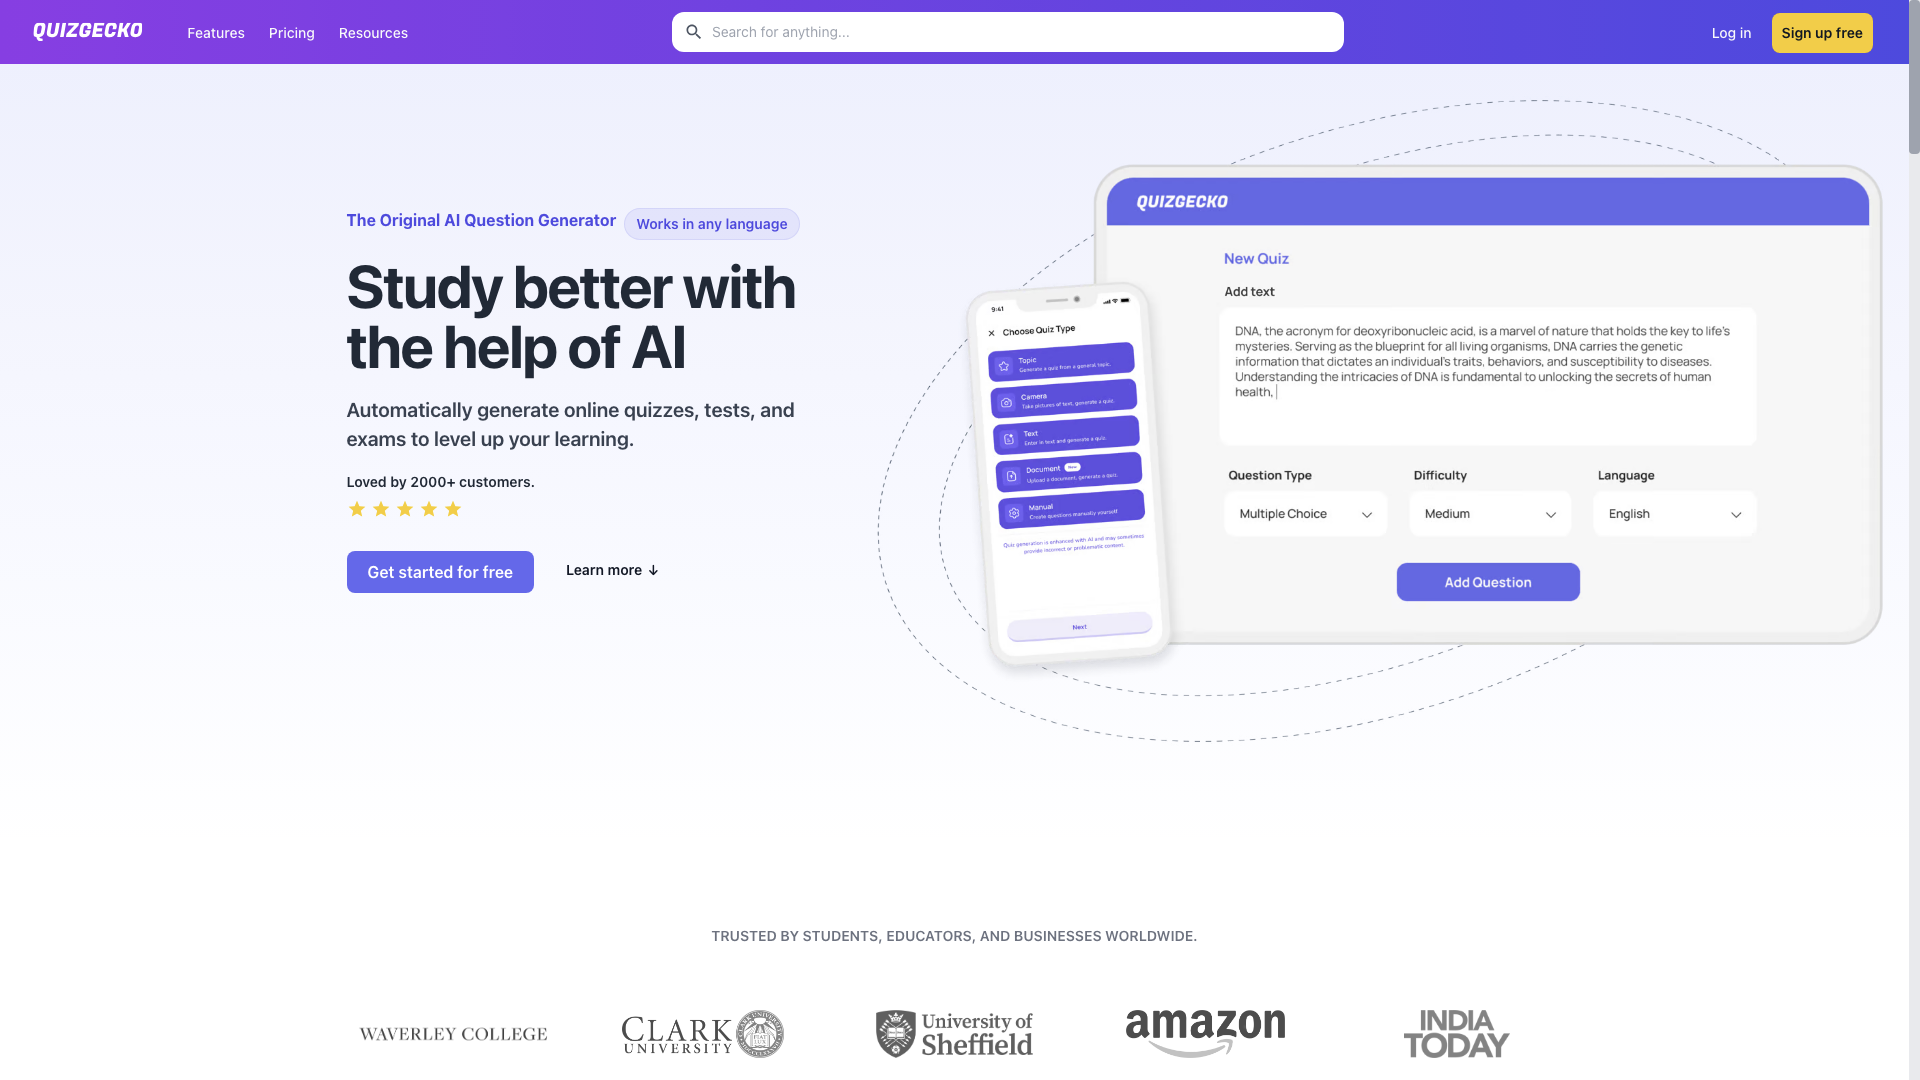 QUIZGECKO
Features
Pricing
Resources
Search for anything...
Log in
Sign up free
The Original AI Question Generator
Works in any language
Study better with
the help of AI
Automatically generate online quizzes, tests, and
exams to level up your learning.
Loved by 2000+ customers.
Get started for free
Learn more ↓
9:41
Choose Quiz Type
Topic
Generate a quiz from a general topic.
Camera
Take pictures of text, generate a quiz.
Text
Enter in text and generate a quiz.
Document New
Upload a document, generate a quiz.
Manual
Create questions manually yourself
Quiz generation is enhanced with AI and may sometimes
provide incorrect or problematic content.
Next
QUIZGECKO
New Quiz
Add text
DNA, the acronym for deoxyribonucleic acid, is a marvel of nature that holds the key to life's
mysteries. Serving as the blueprint for all living organisms, DNA carries the genetic
information that dictates an individual's traits, behaviors, and susceptibility to diseases.
Understanding the intricacies of DNA is fundamental to unlocking the secrets of human
health,
Question Type
Difficulty
Language
Multiple Choice
Medium
English
Add Question
TRUSTED BY STUDENTS, EDUCATORS, AND BUSINESSES WORLDWIDE.
WAVERLEY COLLEGE
CLARK
UNIVERSITY
University of
Sheffield
amazon
INDIA
TODAY